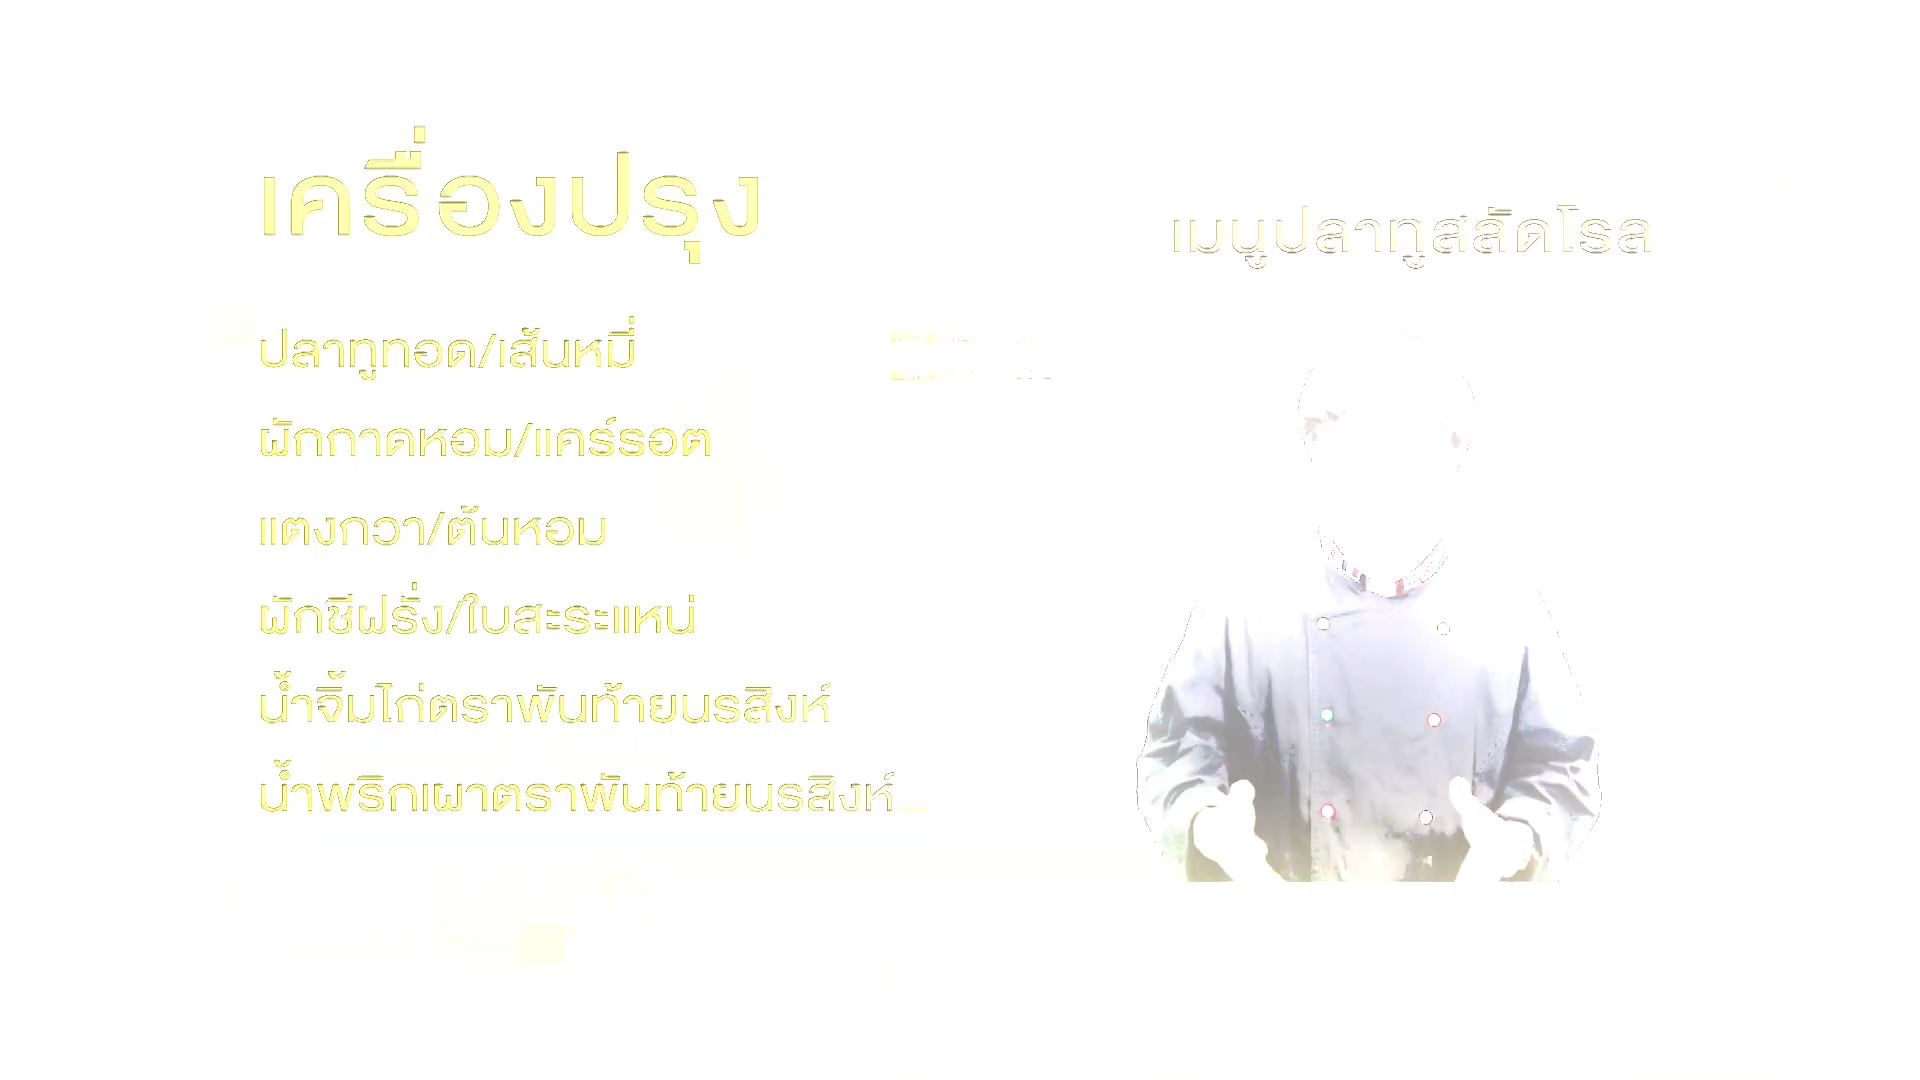 เครื่องปรุง
ปลาทูทอด/เส้นหมี่
ผักกาดหอม/แคร์รอต
แตงกวา/ต้นหอม
ผักชีฝรั่ง/ใบสะระแหน่
น้ำจิ้มไก่ตราพันท้ายนรสิงห์
น้ำพริกเผาตราพันท้ายนรสิงห์
เมนูปลาทูสลัดโรล